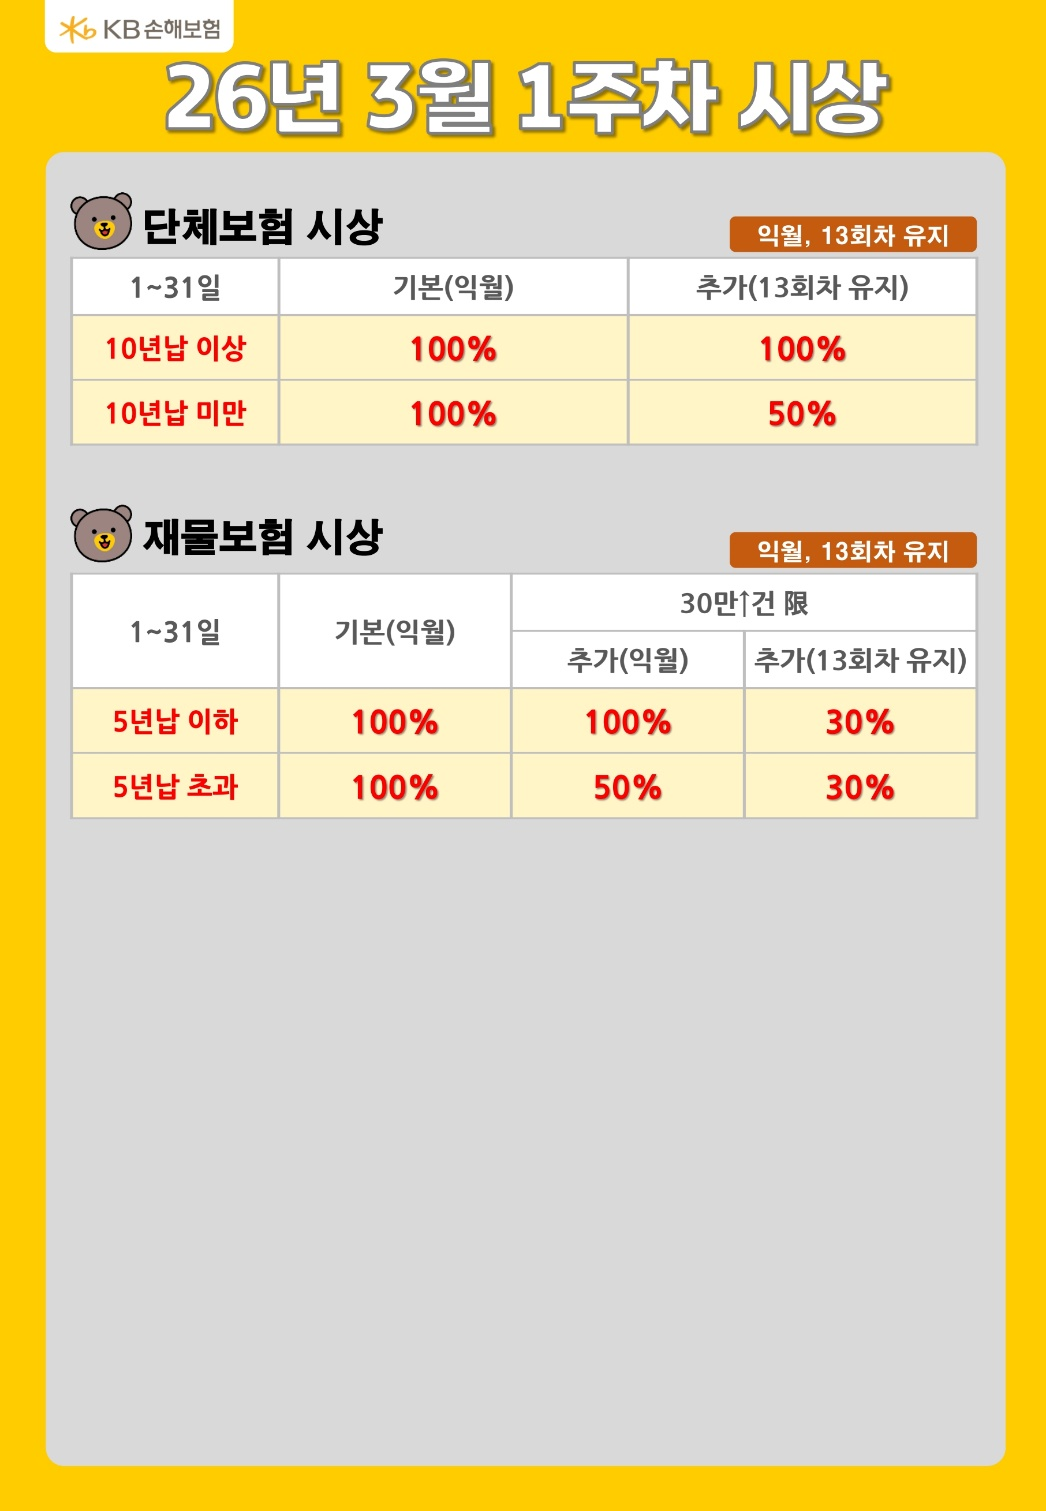 KB손해보험
26년 3월 1주차 시상
단체보험 시상
익월, 13회차 유지
1~31일 기본(익월) 추가(13회차 유지)
10년납 이상 100% 100%
10년납 미만 100% 50%
재물보험 시상
익월, 13회차 유지
1~31일 기본(익월) 30만↑건 限
추가(익월) 추가(13회차 유지)
5년납 이하 100% 100% 30%
5년납 초과 100% 50% 30%